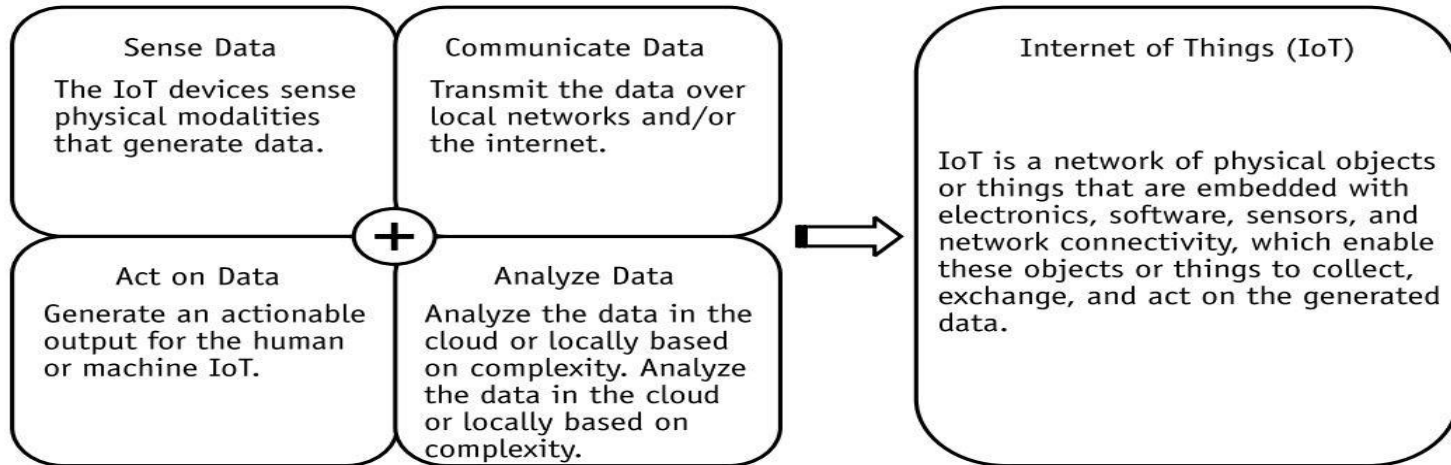 Sense Data
The IoT devices sense
physical modalities
that generate data.
Communicate Data
Transmit the data over
local networks and/or
the internet.
+
Act on Data
Generate an actionable
output for the human
or machine IoT.
Analyze Data
Analyze the data in the
cloud or locally based
on complexity. Analyze
the data in the cloud
or locally based on
complexity.
Internet of Things (IoT)
IoT is a network of physical objects
or things that are embedded with
electronics, software, sensors, and
network connectivity, which enable
these objects or things to collect,
exchange, and act on the generated
data.